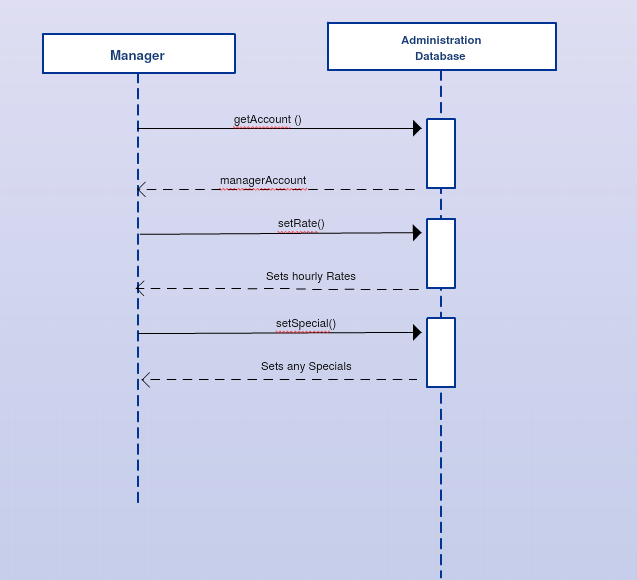 Manager
Administration
Database
getAccount ()
managerAccount
setRate()
Sets hourly Rates
setSpecial()
Sets any Specials